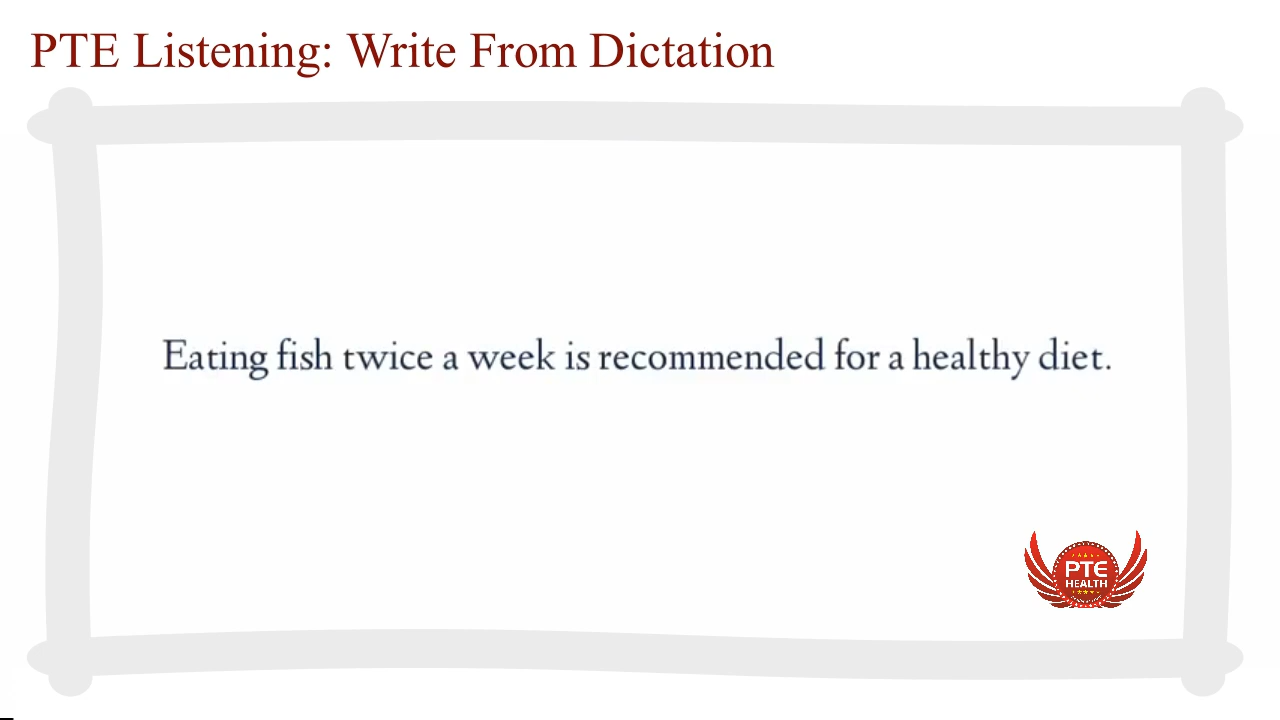 PTE Listening: Write From Dictation
Eating fish twice a week is recommended for a healthy diet.
PTE
HEALTH